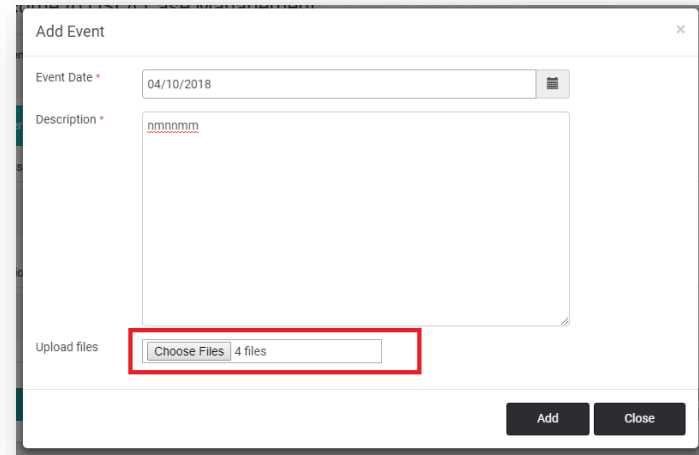 Add Event
×
Event Date *
04/10/2018
Description *
nmnnmm
Upload files
Choose Files 4 files
Add
Close